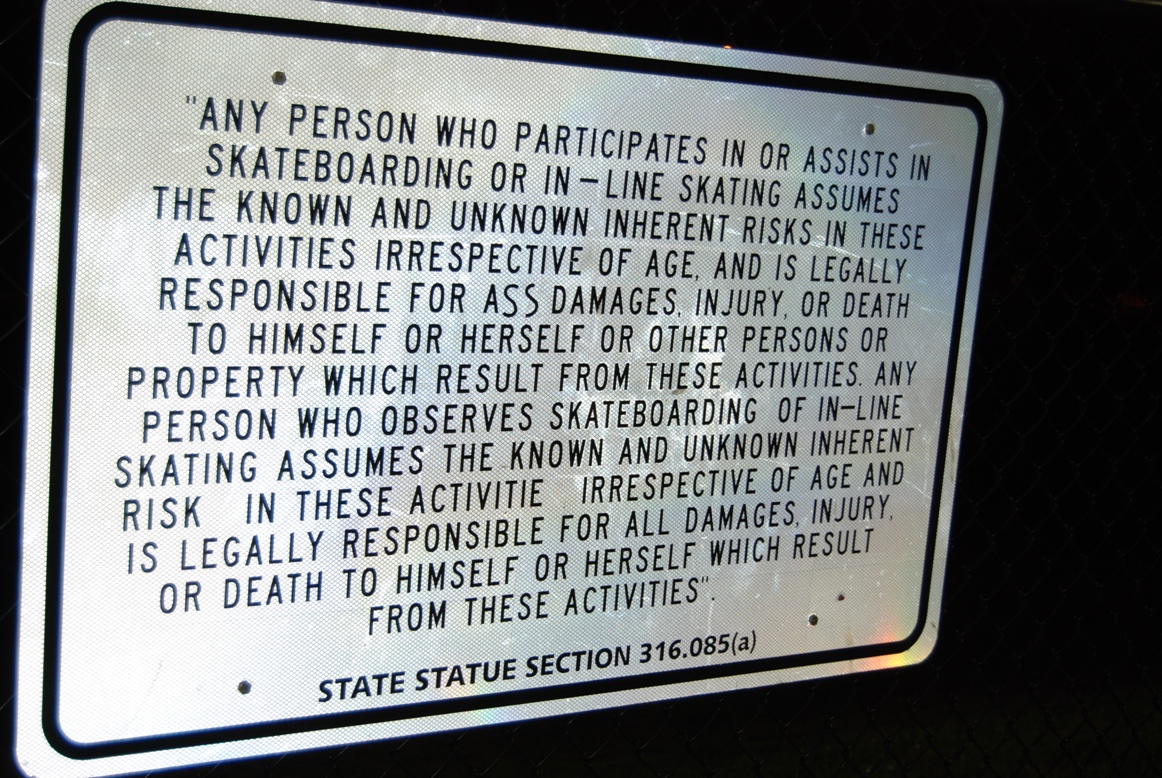 "ANY PERSON WHO PARTICIPATES IN OR ASSISTS IN
SKATEBOARDING OR IN-LINE SKATING ASSUMES
THE KNOWN AND UNKNOWN INHERENT RISKS IN THESE
ACTIVITIES IRRESPECTIVE OF AGE, AND IS LEGALLY
RESPONSIBLE FOR ASS DAMAGES, INJURY, OR DEATH
TO HIMSELF OR HERSELF OR OTHER PERSONS OR
PROPERTY WHICH RESULT FROM THESE ACTIVITIES. ANY
PERSON WHO OBSERVES SKATEBOARDING OF IN-LINE
SKATING ASSUMES THE KNOWN AND UNKNOWN INHERENT
RISK IN THESE ACTIVITIE IRRESPECTIVE OF AGE AND
IS LEGALLY RESPONSIBLE FOR ALL DAMAGES, INJURY,
OR DEATH TO HIMSELF OR HERSELF WHICH RESULT
FROM THESE ACTIVITIES".
STATE STATUE SECTION 316.085(a)